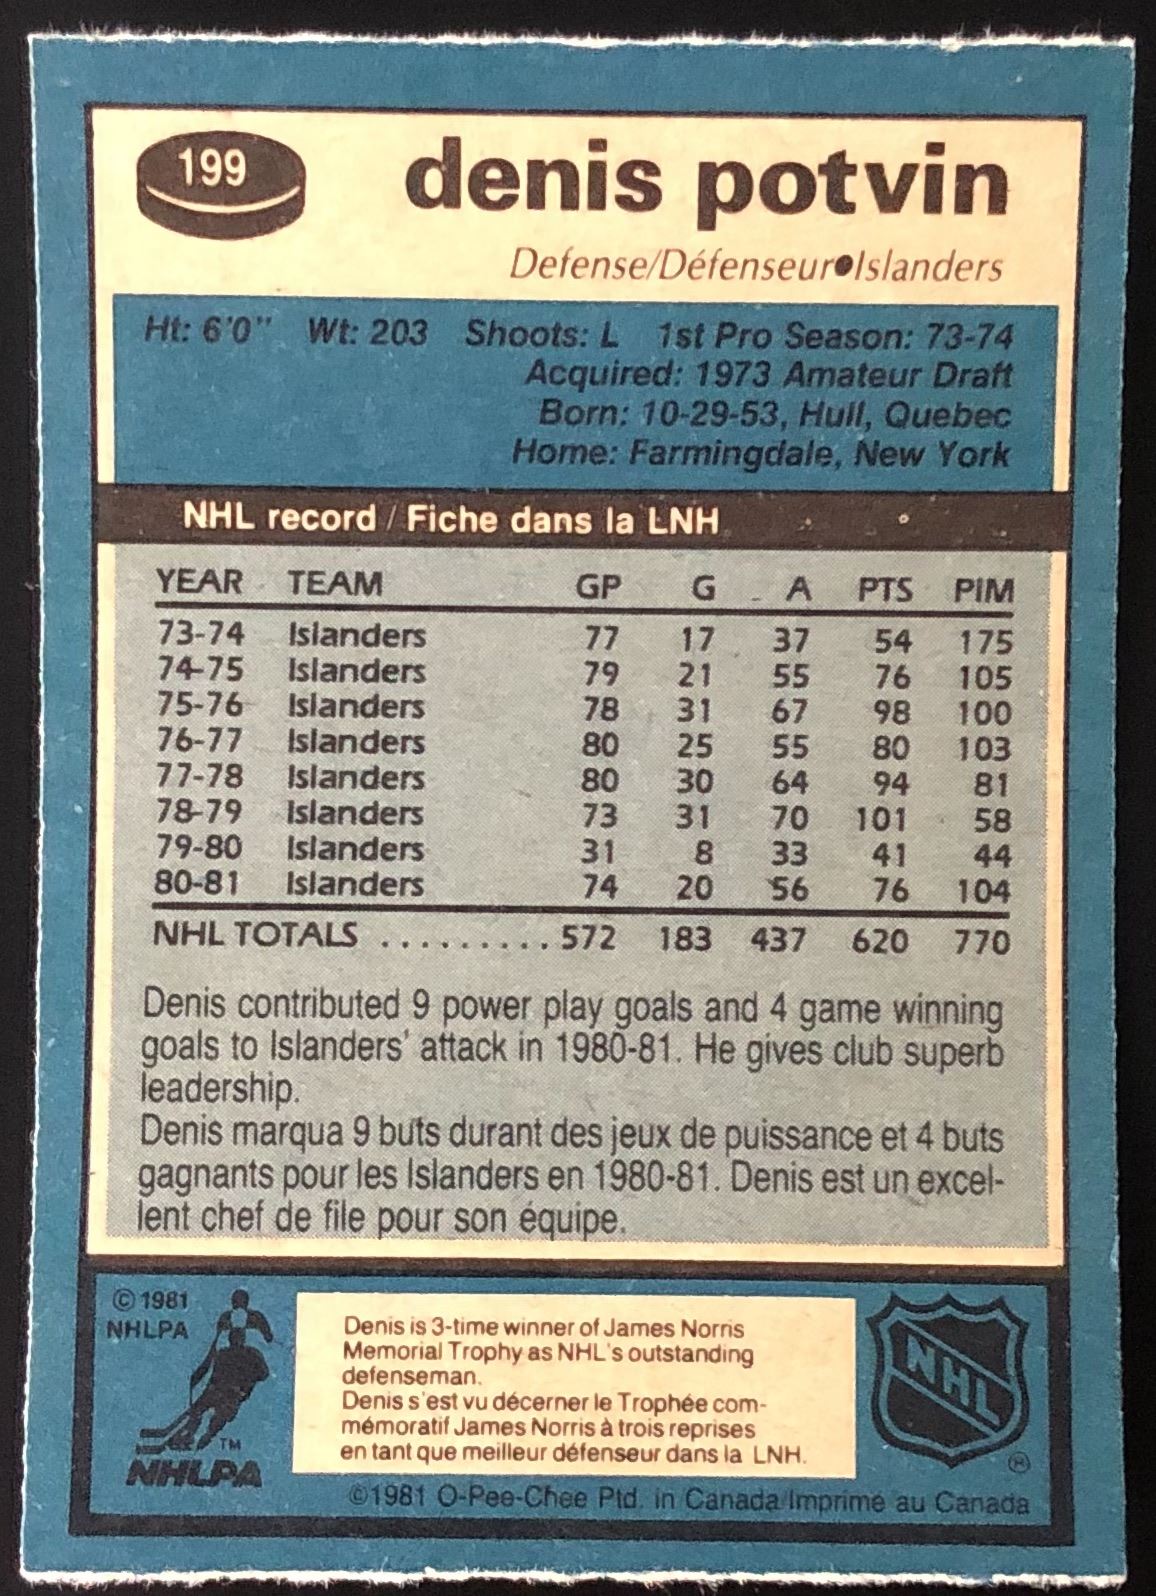 199
denis potvin
Defense/Défenseur●Islanders
Ht: 6'0" Wt: 203 Shoots: L 1st Pro Season: 73-74
Acquired: 1973 Amateur Draft
Born: 10-29-53, Hull, Quebec
Home: Farmingdale, New York
NHL record / Fiche dans la LNH
YEAR TEAM GP G A PTS PIM
73-74 Islanders 77 17 37 54 175
74-75 Islanders 79 21 55 76 105
75-76 Islanders 78 31 67 98 100
76-77 Islanders 80 25 55 80 103
77-78 Islanders 80 30 64 94 81
78-79 Islanders 73 31 70 101 58
79-80 Islanders 31 8 33 41 44
80-81 Islanders 74 20 56 76 104
NHL TOTALS ......... 572 183 437 620 770
Denis contributed 9 power play goals and 4 game winning
goals to Islanders' attack in 1980-81. He gives club superb
leadership.
Denis marqua 9 buts durant des jeux de puissance et 4 buts
gagnants pour les Islanders en 1980-81. Denis est un excel-
lent chef de file pour son équipe.
©1981
NHLPA
TM
NHLPA
Denis is 3-time winner of James Norris
Memorial Trophy as NHL's outstanding
defenseman.
Denis s'est vu décerner le Trophée com-
mémoratif James Norris à trois reprises
en tant que meilleur défenseur dans la LNH.
NHL
®
©1981 O-Pee-Chee Ptd. in Canada/Imprimé au Canada